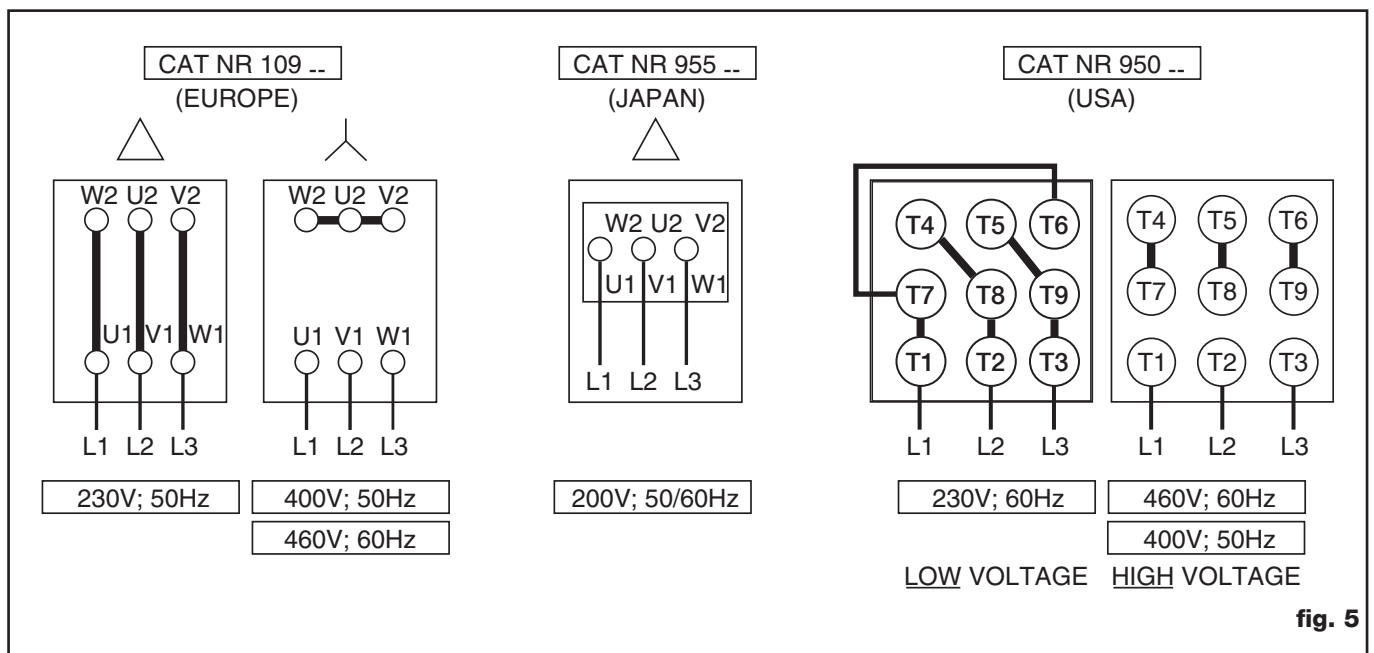 CAT NR 109 --
(EUROPE)
W2 U2 V2
U1 V1 W1
L1 L2 L3
230V; 50Hz
W2 U2 V2
U1 V1 W1
L1 L2 L3
400V; 50Hz
460V; 60Hz
CAT NR 955 --
(JAPAN)
W2 U2 V2
U1 V1 W1
L1 L2 L3
200V; 50/60Hz
CAT NR 950 --
(USA)
T4 T5 T6
T7 T8 T9
T1 T2 T3
L1 L2 L3
230V; 60Hz
LOW VOLTAGE
T4 T5 T6
T7 T8 T9
T1 T2 T3
L1 L2 L3
460V; 60Hz
400V; 50Hz
HIGH VOLTAGE
fig. 5